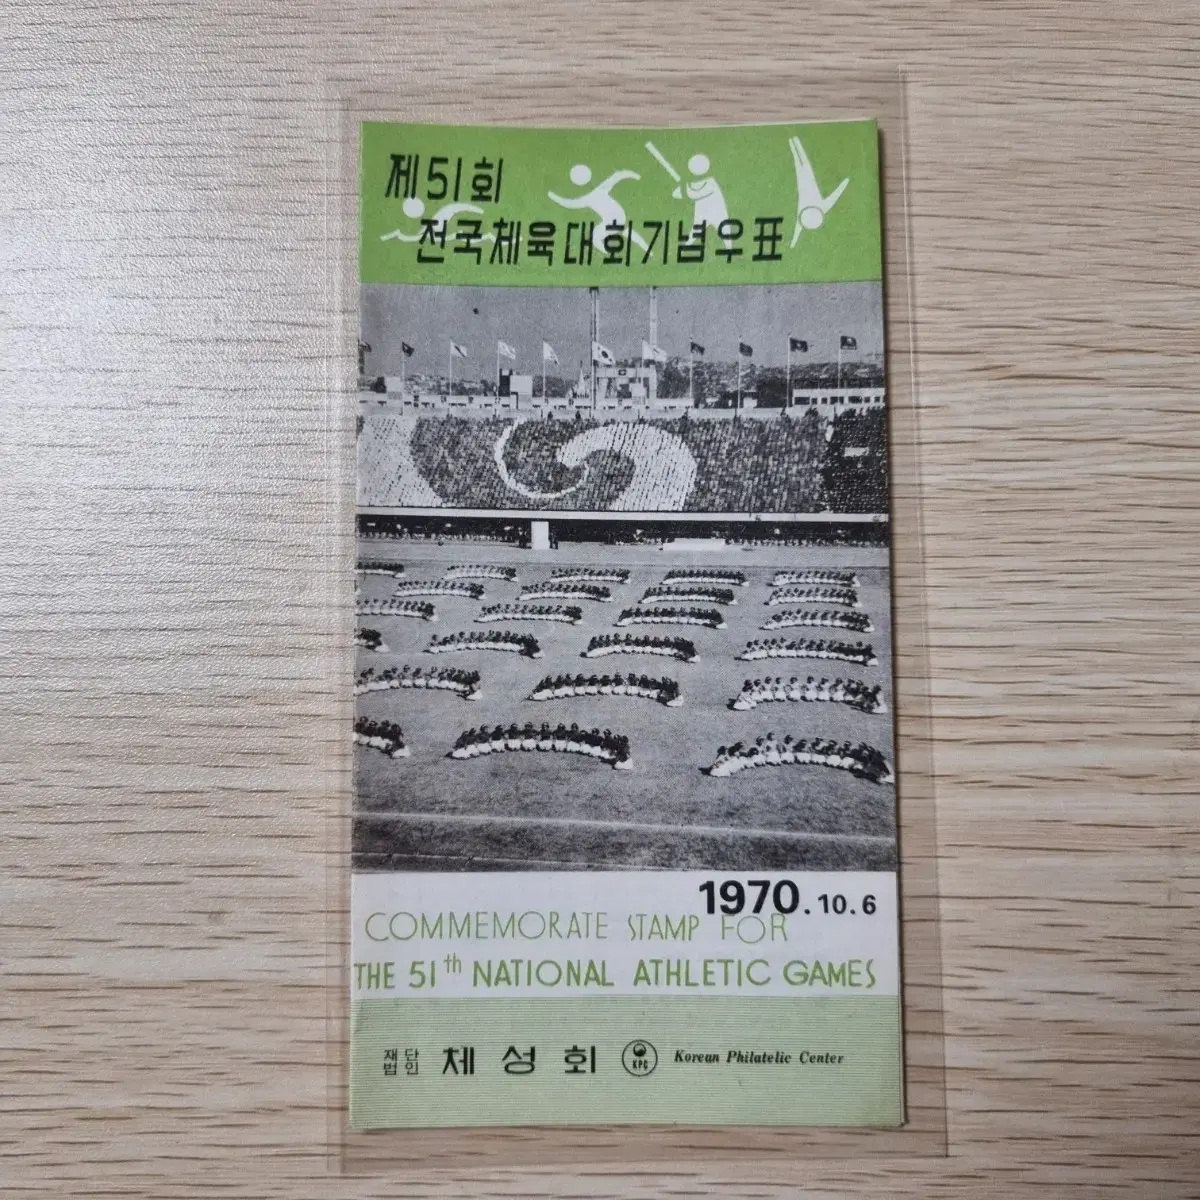 제51회
전국체육대회기념우표
1970.10.6
COMMEMORATE STAMP FOR
THE 51th NATIONAL ATHLETIC GAMES
재단법인 체성회 KPC Korean Philatelic Center